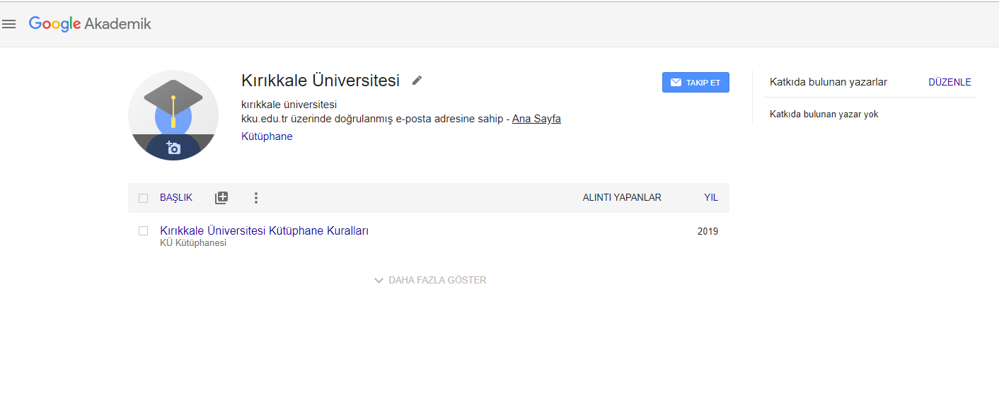 Google Akademik
Kırıkkale Üniversitesi
TAKIP ET
kırıkkale üniversitesi
kku.edu.tr üzerinde doğrulanmış e-posta adresine sahip - Ana Sayfa
Kütüphane
Katkıda bulunan yazarlar DÜZENLE
Katkıda bulunan yazar yok
BAŞLIK ALINTI YAPANLAR YIL
Kırıkkale Üniversitesi Kütüphane Kuralları 2019
KÜ Kütüphanesi
DAHA FAZLA GÖSTER